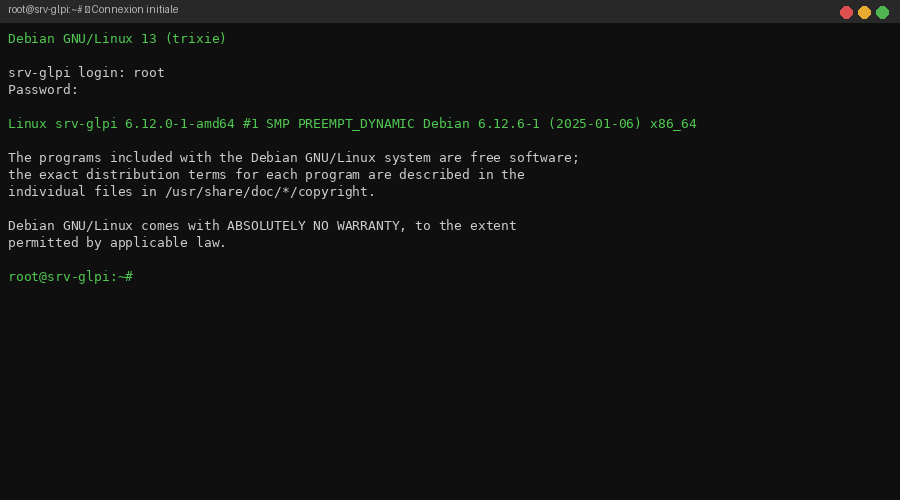 root@srv-glpi:~# Connexion initiale
Debian GNU/Linux 13 (trixie)
srv-glpi login: root
Password:
Linux srv-glpi 6.12.0-1-amd64 #1 SMP PREEMPT_DYNAMIC Debian 6.12.6-1 (2025-01-06) x86_64
The programs included with the Debian GNU/Linux system are free software;
the exact distribution terms for each program are described in the
individual files in /usr/share/doc/*/copyright.
Debian GNU/Linux comes with ABSOLUTELY NO WARRANTY, to the extent
permitted by applicable law.
root@srv-glpi:~#